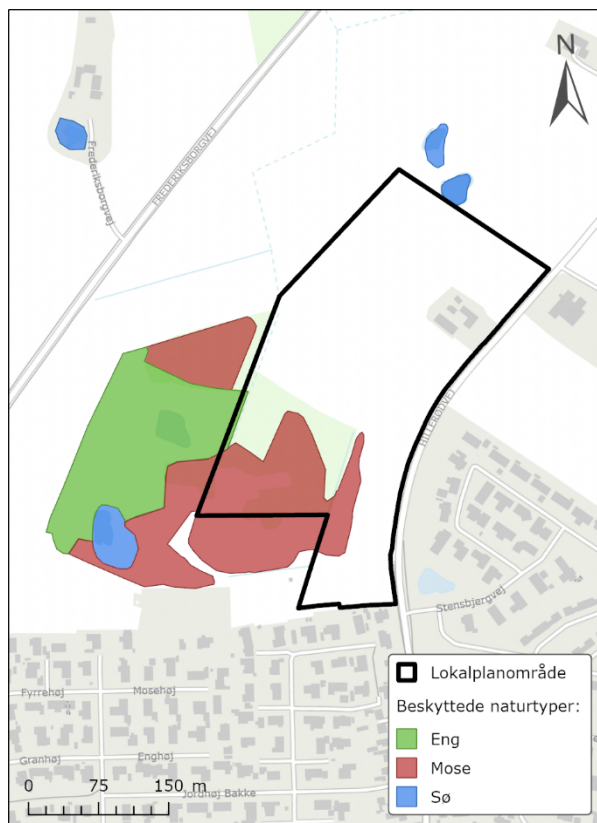 N
FREDERIKSBORGVEJ
Frederiksborgvej
HILLERØDVEJ
Stensbjergvej
Fyrrehøj
Mosehøj
Granhøj
Enghøj
Jordhøj Bakke
0 75 150 m
Lokalplanområde
Beskyttede naturtyper:
Eng
Mose
Sø